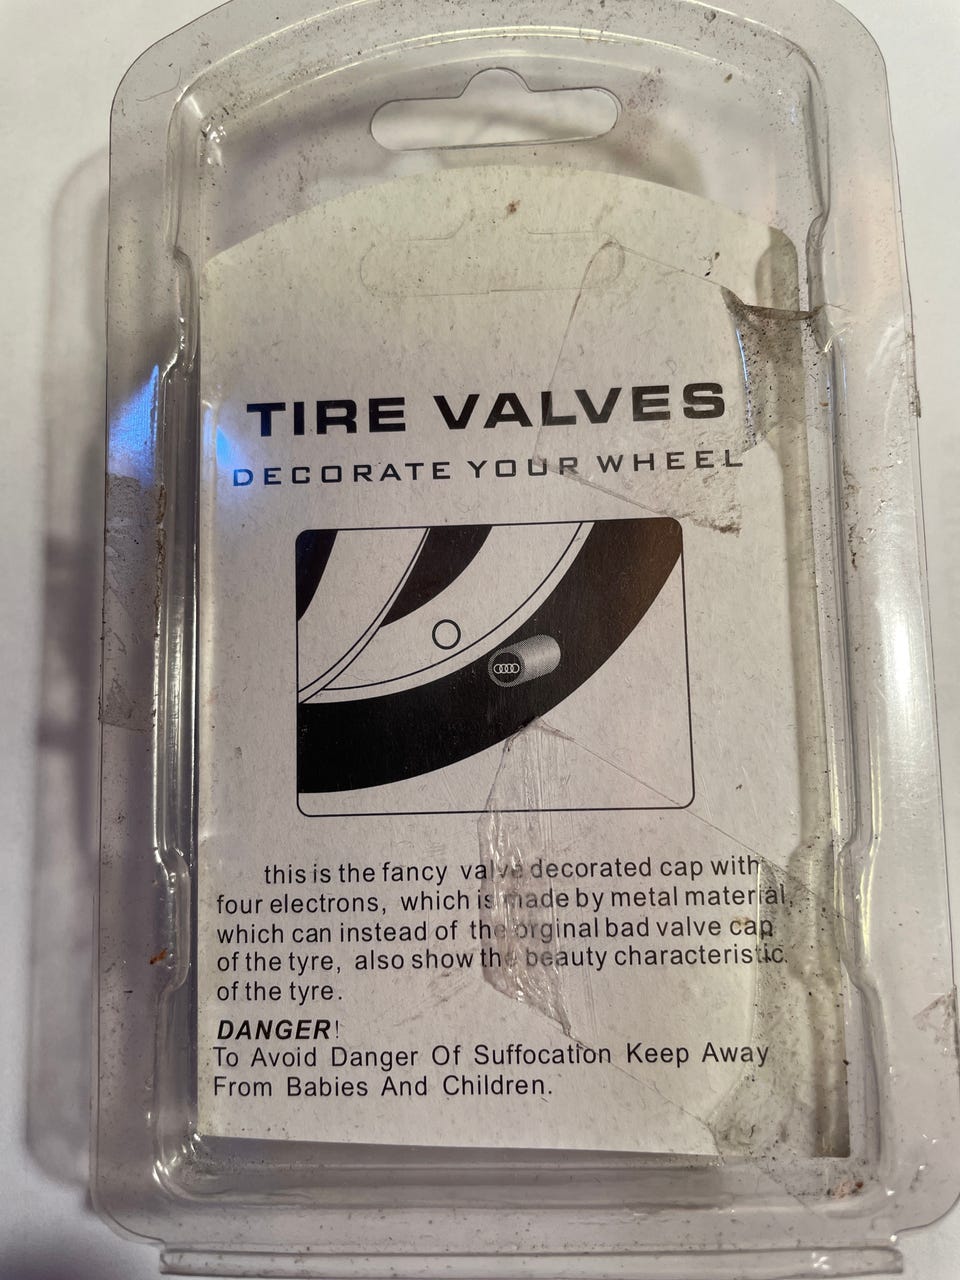 TIRE VALVES
DECORATE YOUR WHEEL
this is the fancy valve decorated cap with
four electrons, which is made by metal material,
which can instead of the orginal bad valve cap
of the tyre, also show the beauty characteristic
of the tyre.
DANGER!
To Avoid Danger Of Suffocation Keep Away
From Babies And Children.